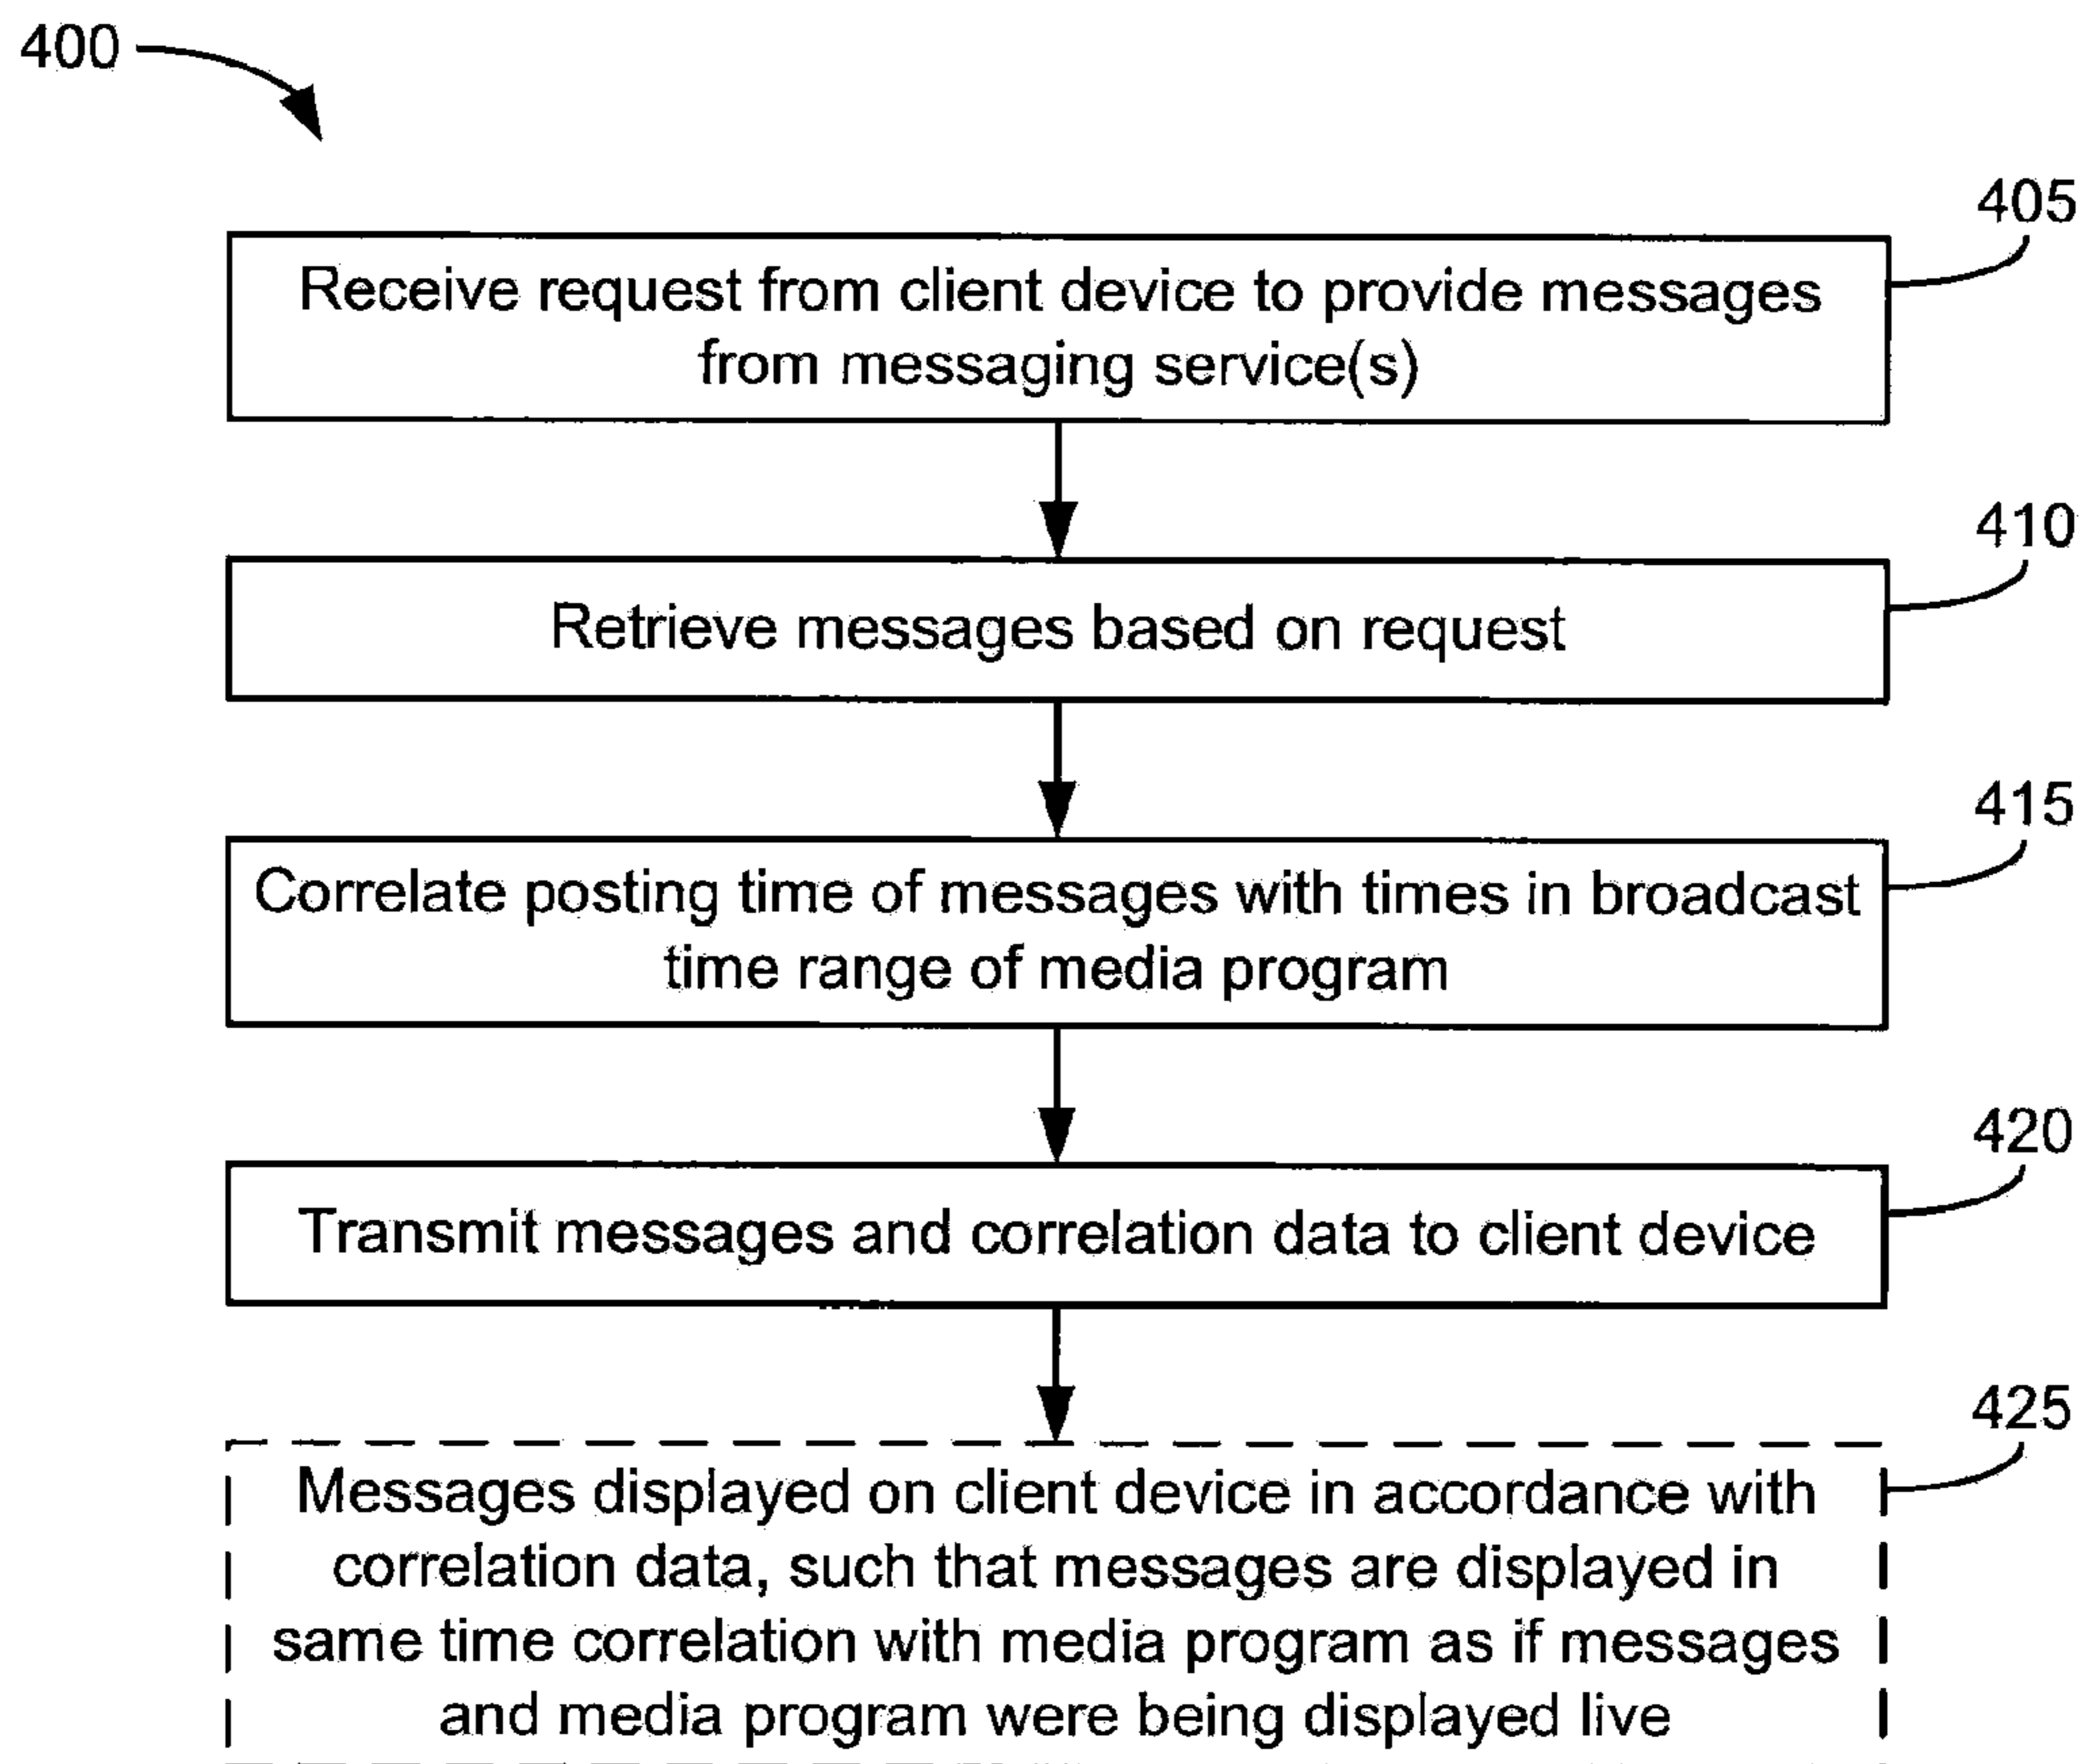 400
405
Receive request from client device to provide messages
from messaging service(s)
410
Retrieve messages based on request
415
Correlate posting time of messages with times in broadcast
time range of media program
420
Transmit messages and correlation data to client device
425
Messages displayed on client device in accordance with
correlation data, such that messages are displayed in
same time correlation with media program as if messages
and media program were being displayed live